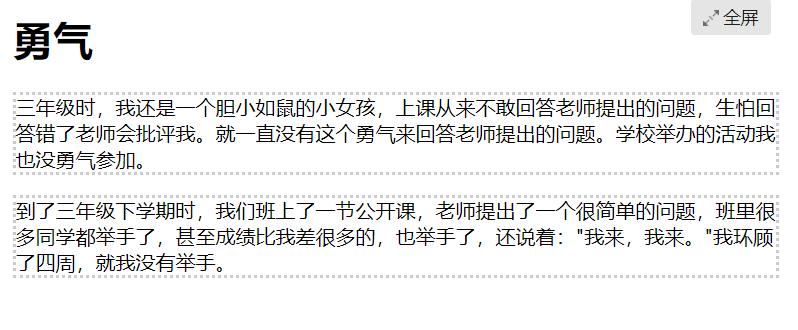 全屏
勇气
三年级时，我还是一个胆小如鼠的小女孩，上课从来不敢回答老师提出的问题，生怕回
答错了老师会批评我。就一直没有这个勇气来回答老师提出的问题。学校举办的活动我
也没勇气参加。
到了三年级下学期时，我们班上了一节公开课，老师提出了一个很简单的问题，班里很
多同学都举手了，甚至成绩比我差很多的，也举手了，还说着："我来，我来。"我环顾
了四周，就我没有举手。